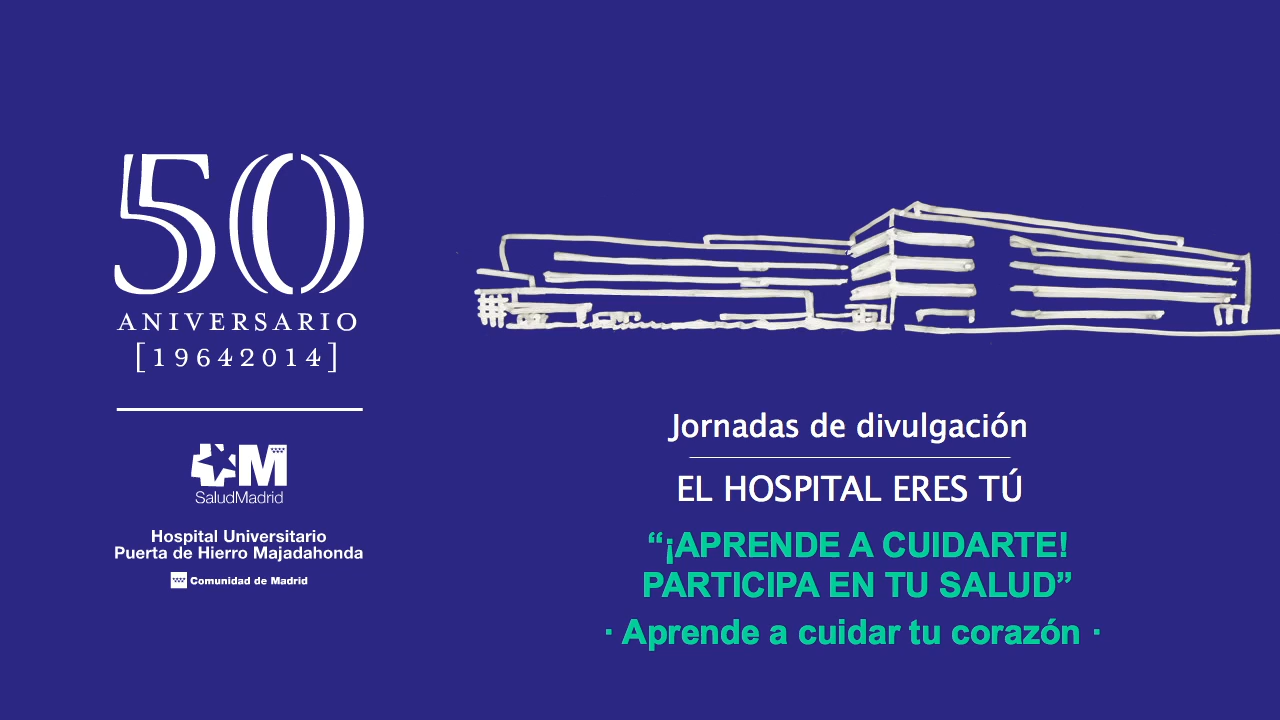 50
ANIVERSARIO
[19642014]
M
SaludMadrid
Hospital Universitario
Puerta de Hierro Majadahonda
Comunidad de Madrid
Jornadas de divulgación
EL HOSPITAL ERES TÚ
“¡APRENDE A CUIDARTE!
PARTICIPA EN TU SALUD”
· Aprende a cuidar tu corazón ·